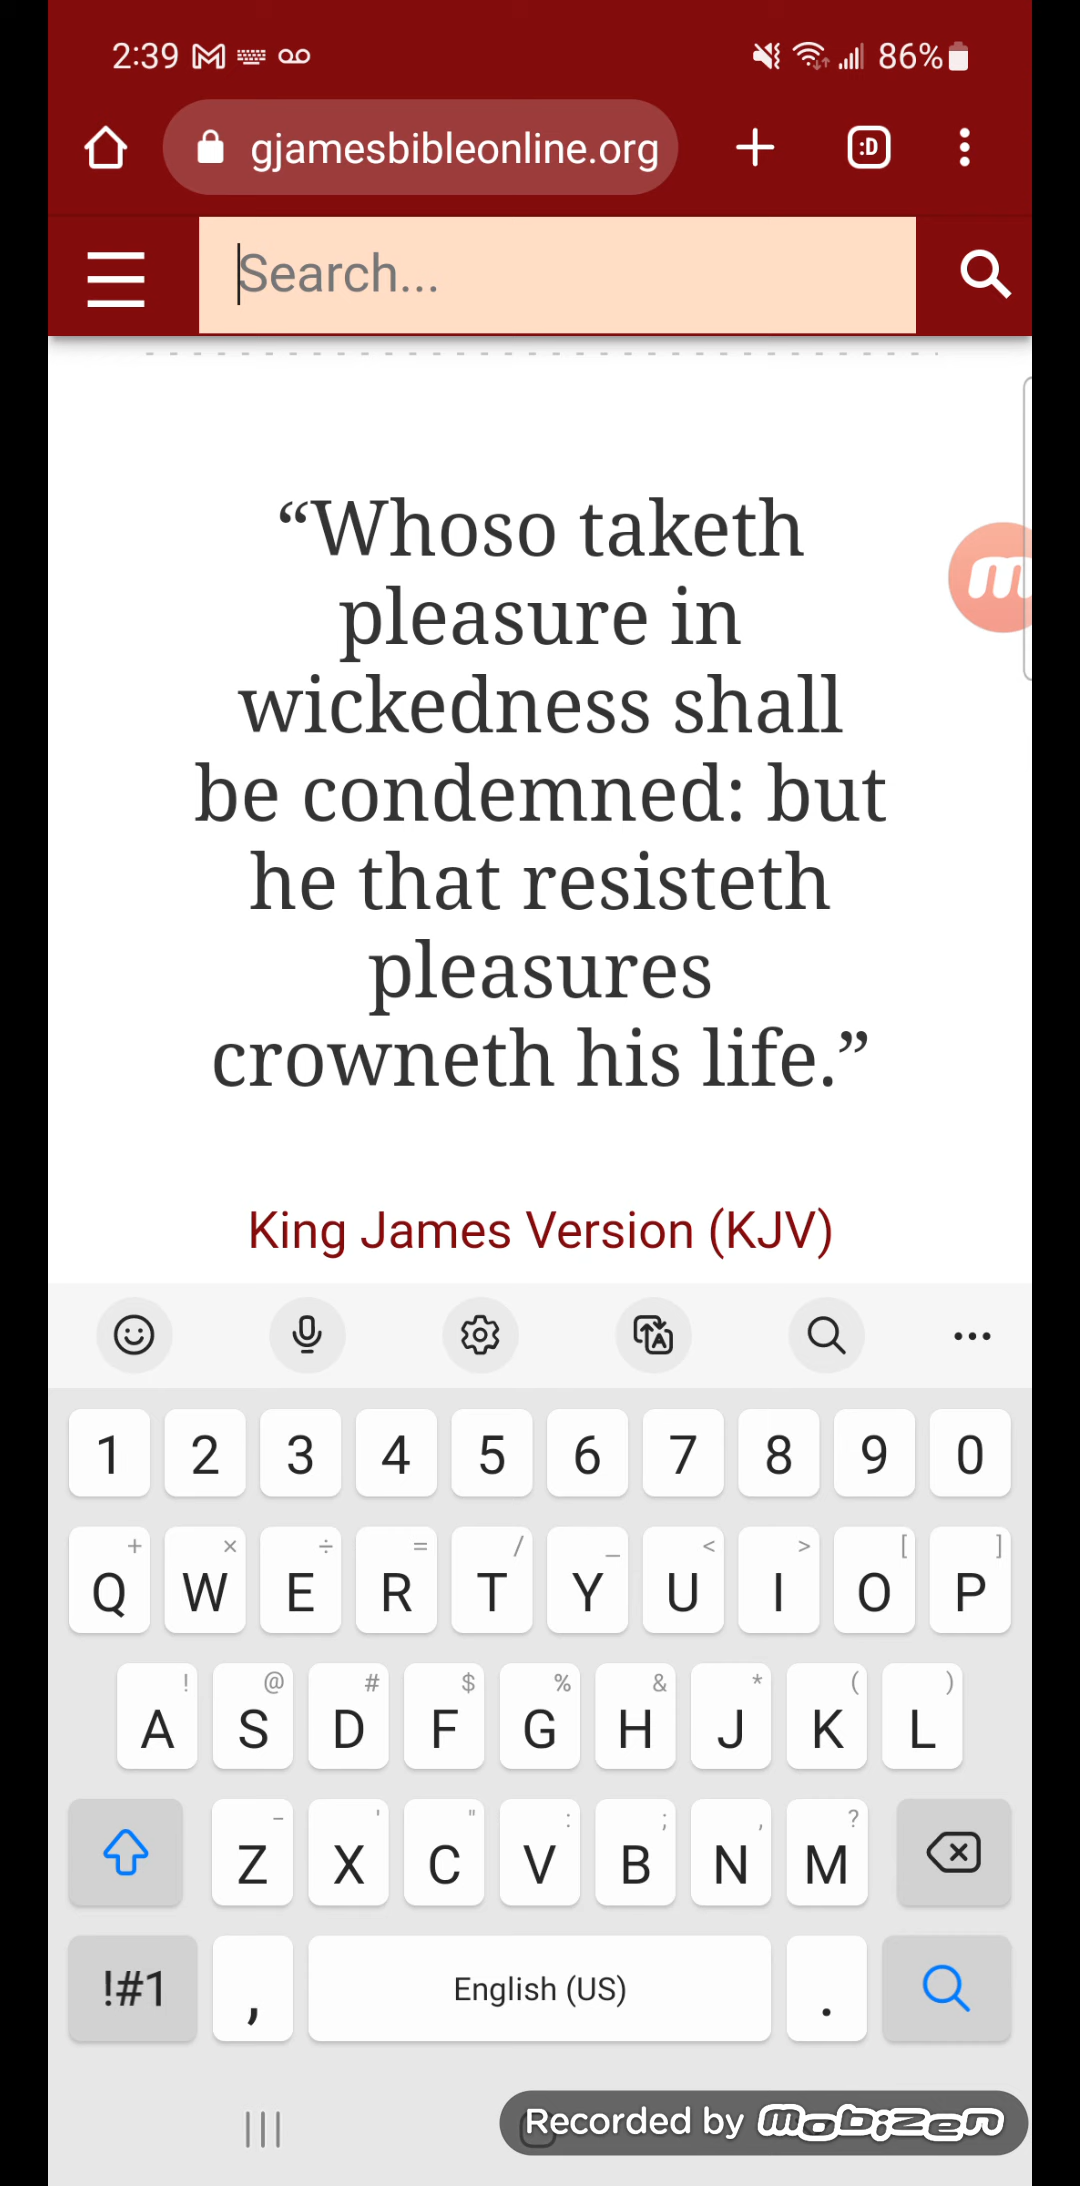 2:39 86%
gjamesbibleonline.org :D
Search...
“Whoso taketh
pleasure in
wickedness shall
be condemned: but
he that resisteth
pleasures
crowneth his life.”
King James Version (KJV)
1 2 3 4 5 6 7 8 9 0
+ × ÷ = / _ < > [ ]
Q W E R T Y U I O P
! @ # $ % & * ( )
A S D F G H J K L
- ' " : ; , ?
Z X C V B N M
!#1 , English (US) .
Recorded by mobizen